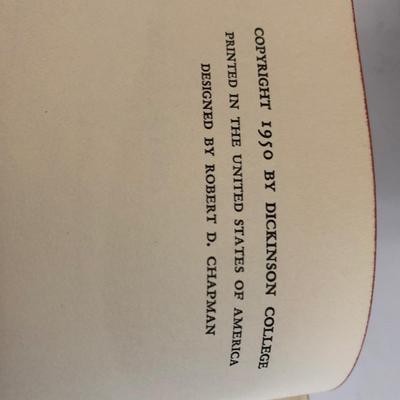 COPYRIGHT 1950 BY DICKINSON COLLEGE
PRINTED IN THE UNITED STATES OF AMERICA
DESIGNED BY ROBERT D. CHAPMAN